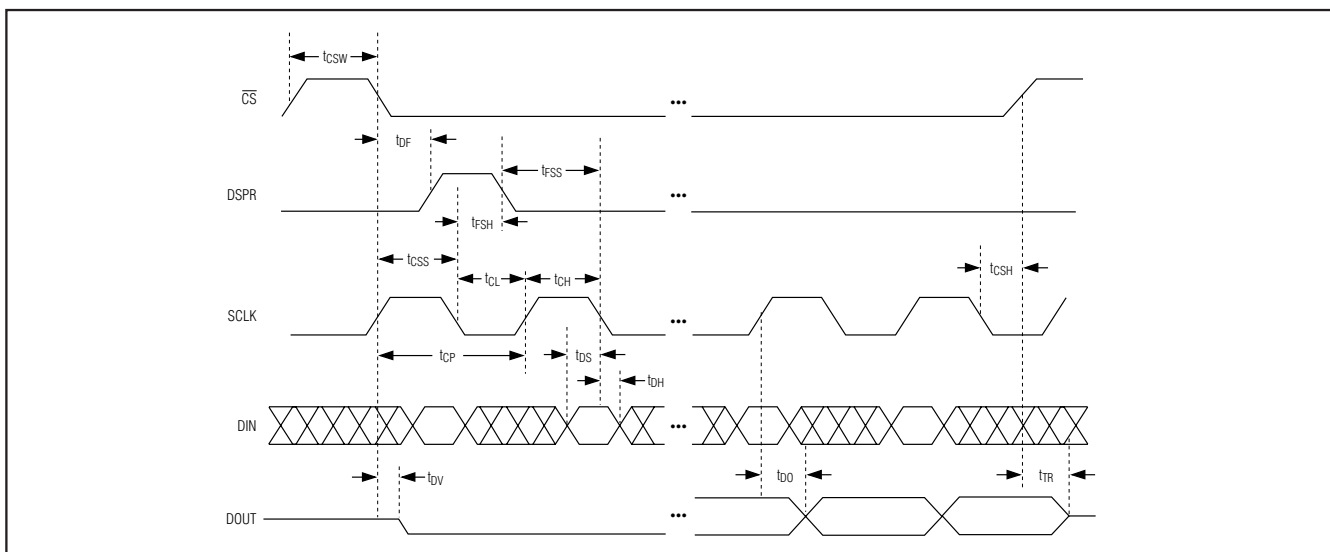 tCSW
CS
•••
tDF
tFSS
DSPR
•••
tFSH
tCSS
tCL
tCH
tCSH
SCLK
•••
tCP
tDS
tDH
DIN
•••
tDV
tDO
tTR
DOUT
•••